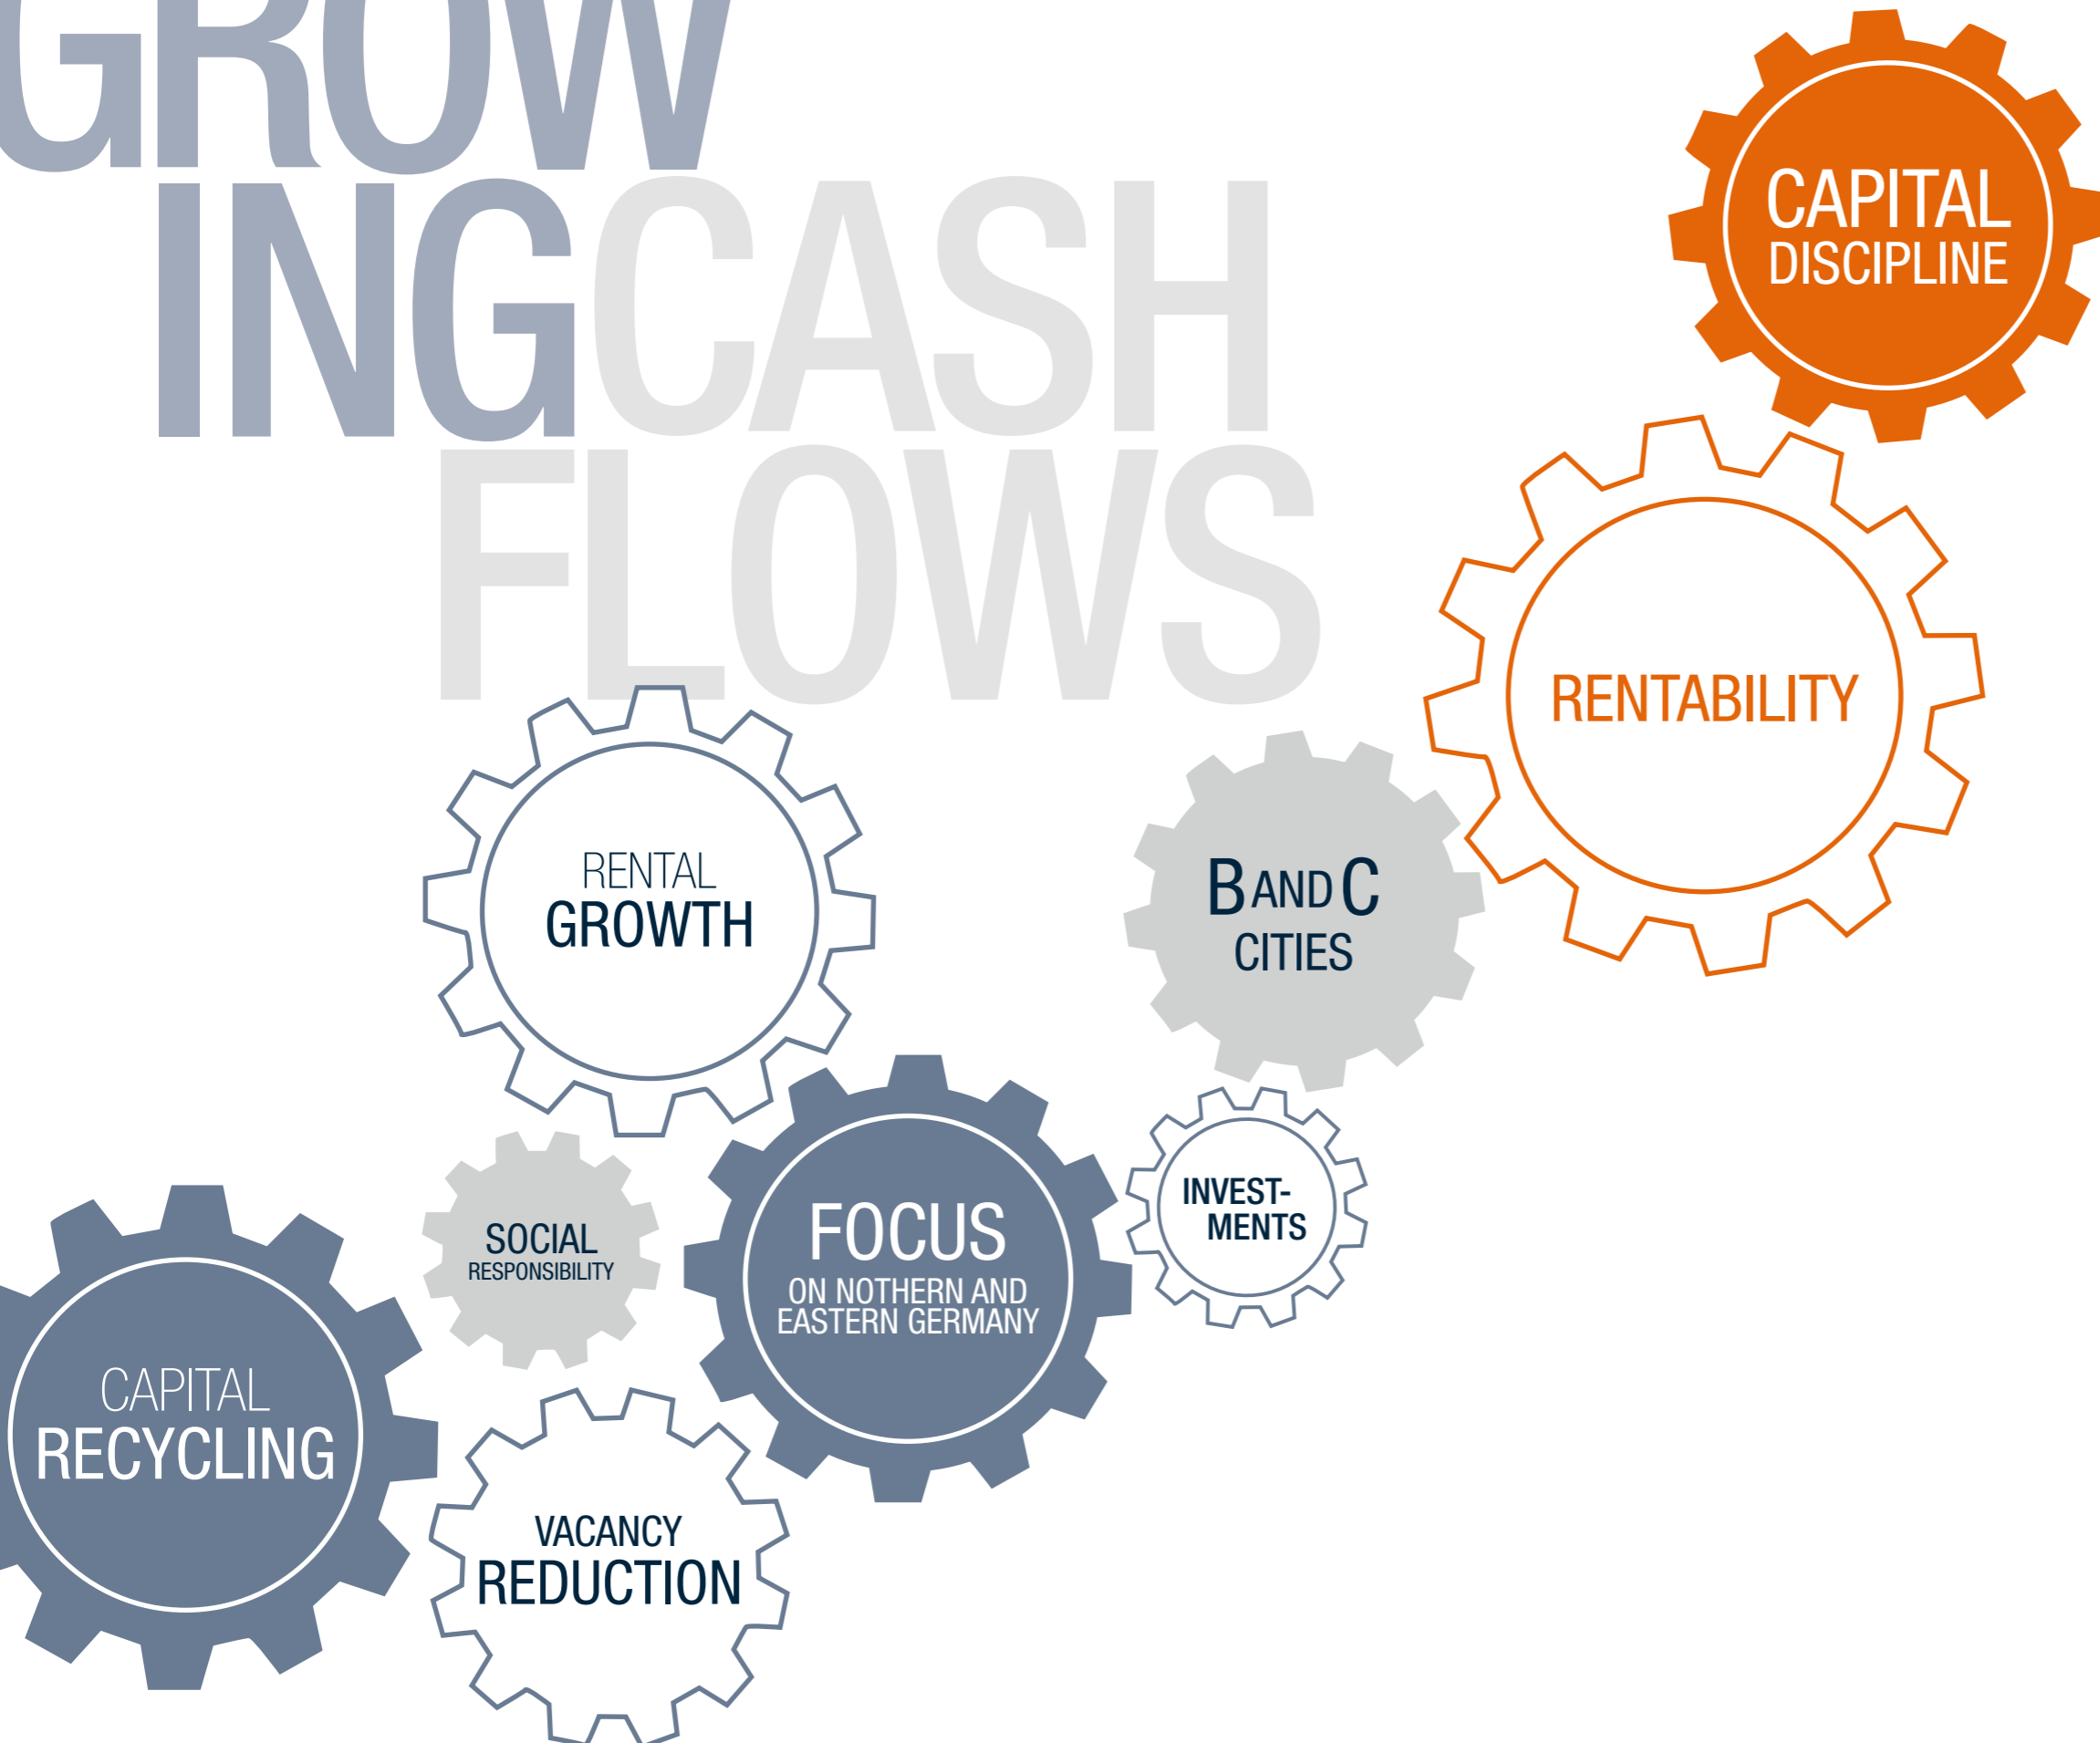 GROW
INGCASH
FLOWS
CAPITAL
DISCIPLINE
RENTABILITY
RENTAL
GROWTH
B AND C
CITIES
INVEST-
MENTS
SOCIAL
RESPONSIBILITY
FOCUS
ON NOTHERN AND
EASTERN GERMANY
CAPITAL
RECYCLING
VACANCY
REDUCTION